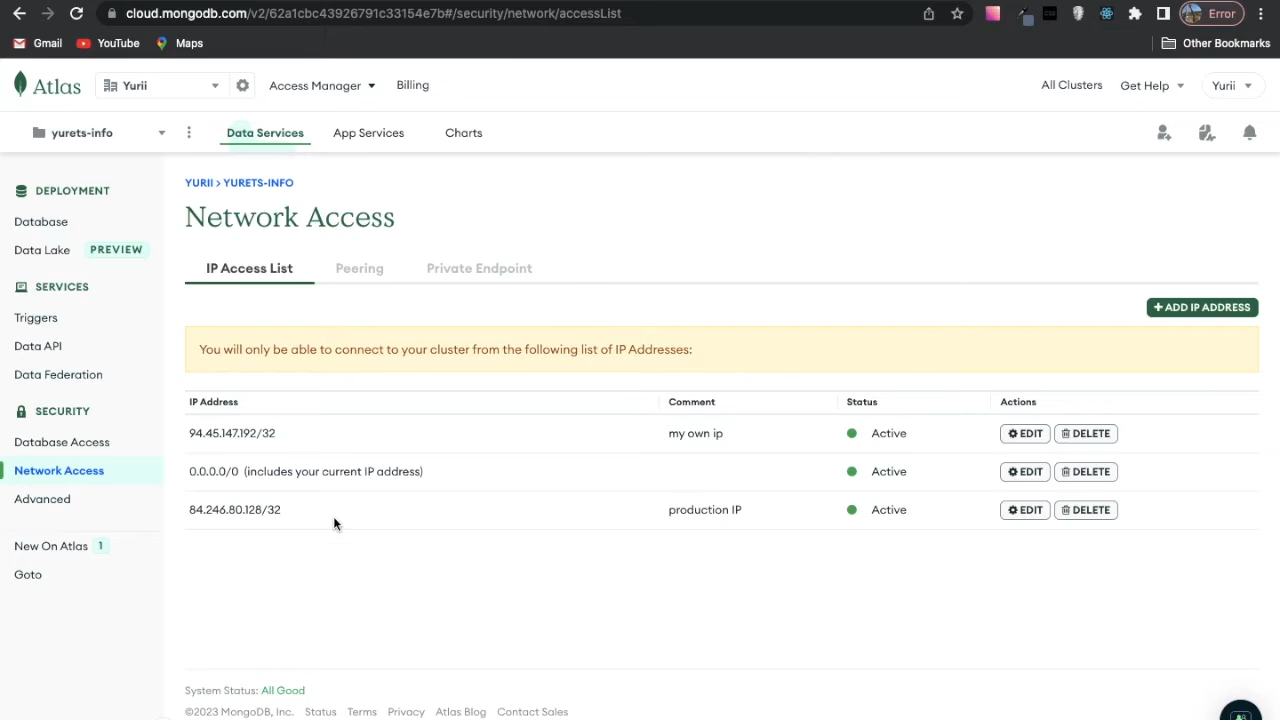 cloud.mongodb.com/v2/62a1cbc43926791c33154e7b#/security/network/accessList
Error
Gmail
YouTube
Maps
Other Bookmarks
Atlas
Yurii
Access Manager
Billing
All Clusters
Get Help
Yurii
yurets-info
Data Services
App Services
Charts
DEPLOYMENT
Database
Data Lake PREVIEW
SERVICES
Triggers
Data API
Data Federation
SECURITY
Database Access
Network Access
Advanced
New On Atlas 1
Goto
YURII > YURETS-INFO
Network Access
IP Access List
Peering
Private Endpoint
+ ADD IP ADDRESS
You will only be able to connect to your cluster from the following list of IP Addresses:
IP Address Comment Status Actions
94.45.147.192/32 my own ip Active EDIT DELETE
0.0.0.0/0 (includes your current IP address) Active EDIT DELETE
84.246.80.128/32 production IP Active EDIT DELETE
System Status: All Good
©2023 MongoDB, Inc. Status Terms Privacy Atlas Blog Contact Sales